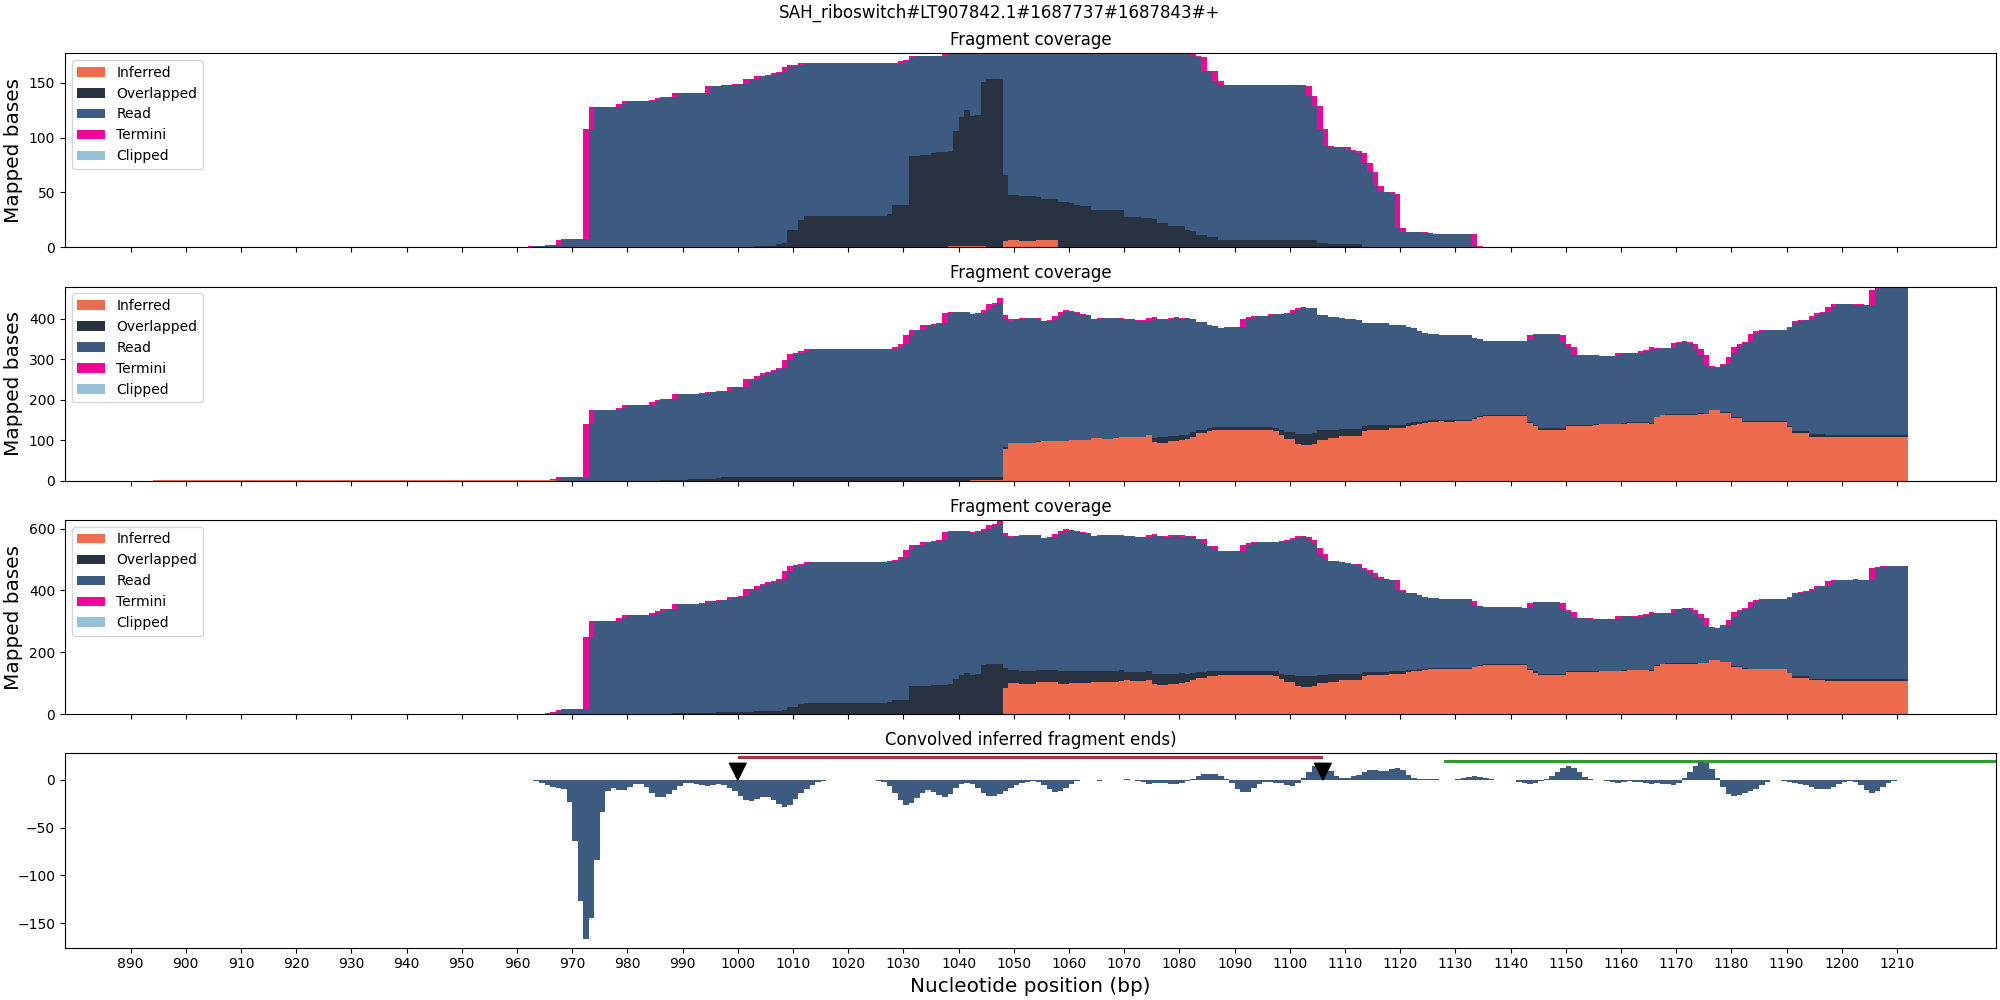 SAH_riboswitch#LT907842.1#1687737#1687843#+
Fragment coverage
Mapped bases
150
100
50
0
Inferred
Overlapped
Read
Termini
Clipped
Fragment coverage
Mapped bases
400
300
200
100
0
Inferred
Overlapped
Read
Termini
Clipped
Fragment coverage
Mapped bases
600
400
200
0
Inferred
Overlapped
Read
Termini
Clipped
Convolved inferred fragment ends)
0
−50
−100
−150
890 900 910 920 930 940 950 960 970 980 990 1000 1010 1020 1030 1040 1050 1060 1070 1080 1090 1100 1110 1120 1130 1140 1150 1160 1170 1180 1190 1200 1210
Nucleotide position (bp)